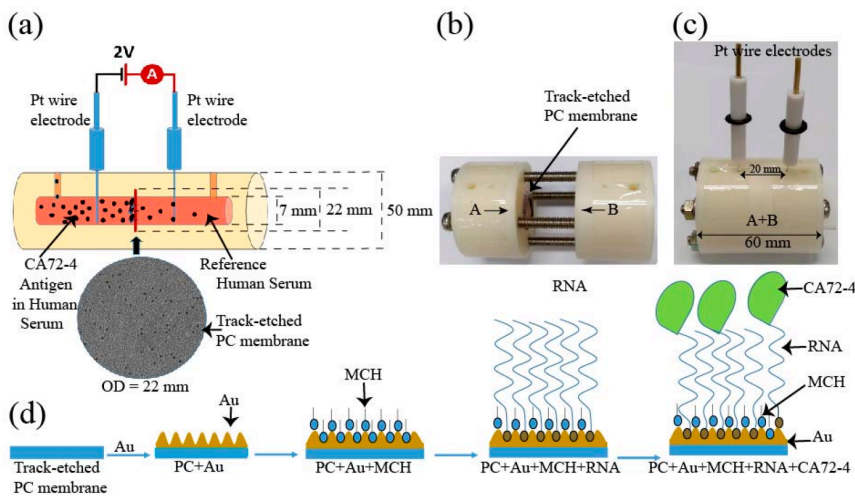 (a)
2V
A
Pt wire
electrode
Pt wire
electrode
7 mm
22 mm
50 mm
CA72-4
Antigen
in Human
Serum
Reference
Human Serum
Track-etched
PC membrane
OD = 22 mm
(b)
Track-etched
PC membrane
A
B
(c)
Pt wire electrodes
20 mm
A+B
60 mm
(d)
Track-etched
PC membrane
Au
Au
PC+Au
MCH
PC+Au+MCH
RNA
PC+Au+MCH+RNA
CA72-4
RNA
MCH
Au
PC+Au+MCH+RNA+CA72-4